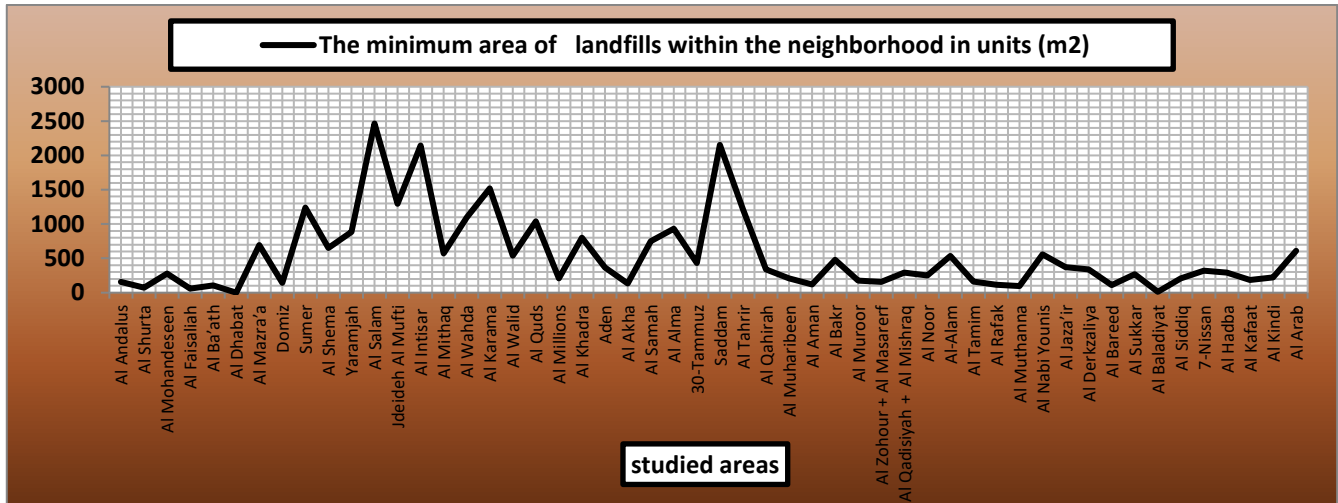 The minimum area of landfills within the neighborhood in units (m2)
3000
2500
2000
1500
1000
500
0
Al Andalus
Al Shurta
Al Mohandeseen
Al Faisaliah
Al Ba’ath
Al Dhabat
Al Mazra’a
Domiz
Sumer
Al Shema
Yaramjah
Al Salam
Jdeideh Al Mufti
Al Intisar
Al Mithaq
Al Wahda
Al Karama
Al Walid
Al Quds
Al Millions
Al Khadra
Aden
Al Akha
Al Samah
Al Alma
30-Tammuz
Saddam
Al Tahrir
Al Qahirah
Al Muharibeen
Al Aman
Al Bakr
Al Muroor
Al Zohour + Al Masarerf
Al Qadisiyah + Al Mishraq
Al Noor
Al-Alam
Al Tamim
Al Rafak
Al Muthanna
Al Nabi Younis
Al Jaza’ir
Al Derkzaliya
Al Bareed
Al Sukkar
Al Baladiyat
Al Siddiq
7-Nissan
Al Hadba
Al Kafaat
Al Kindi
Al Arab
studied areas